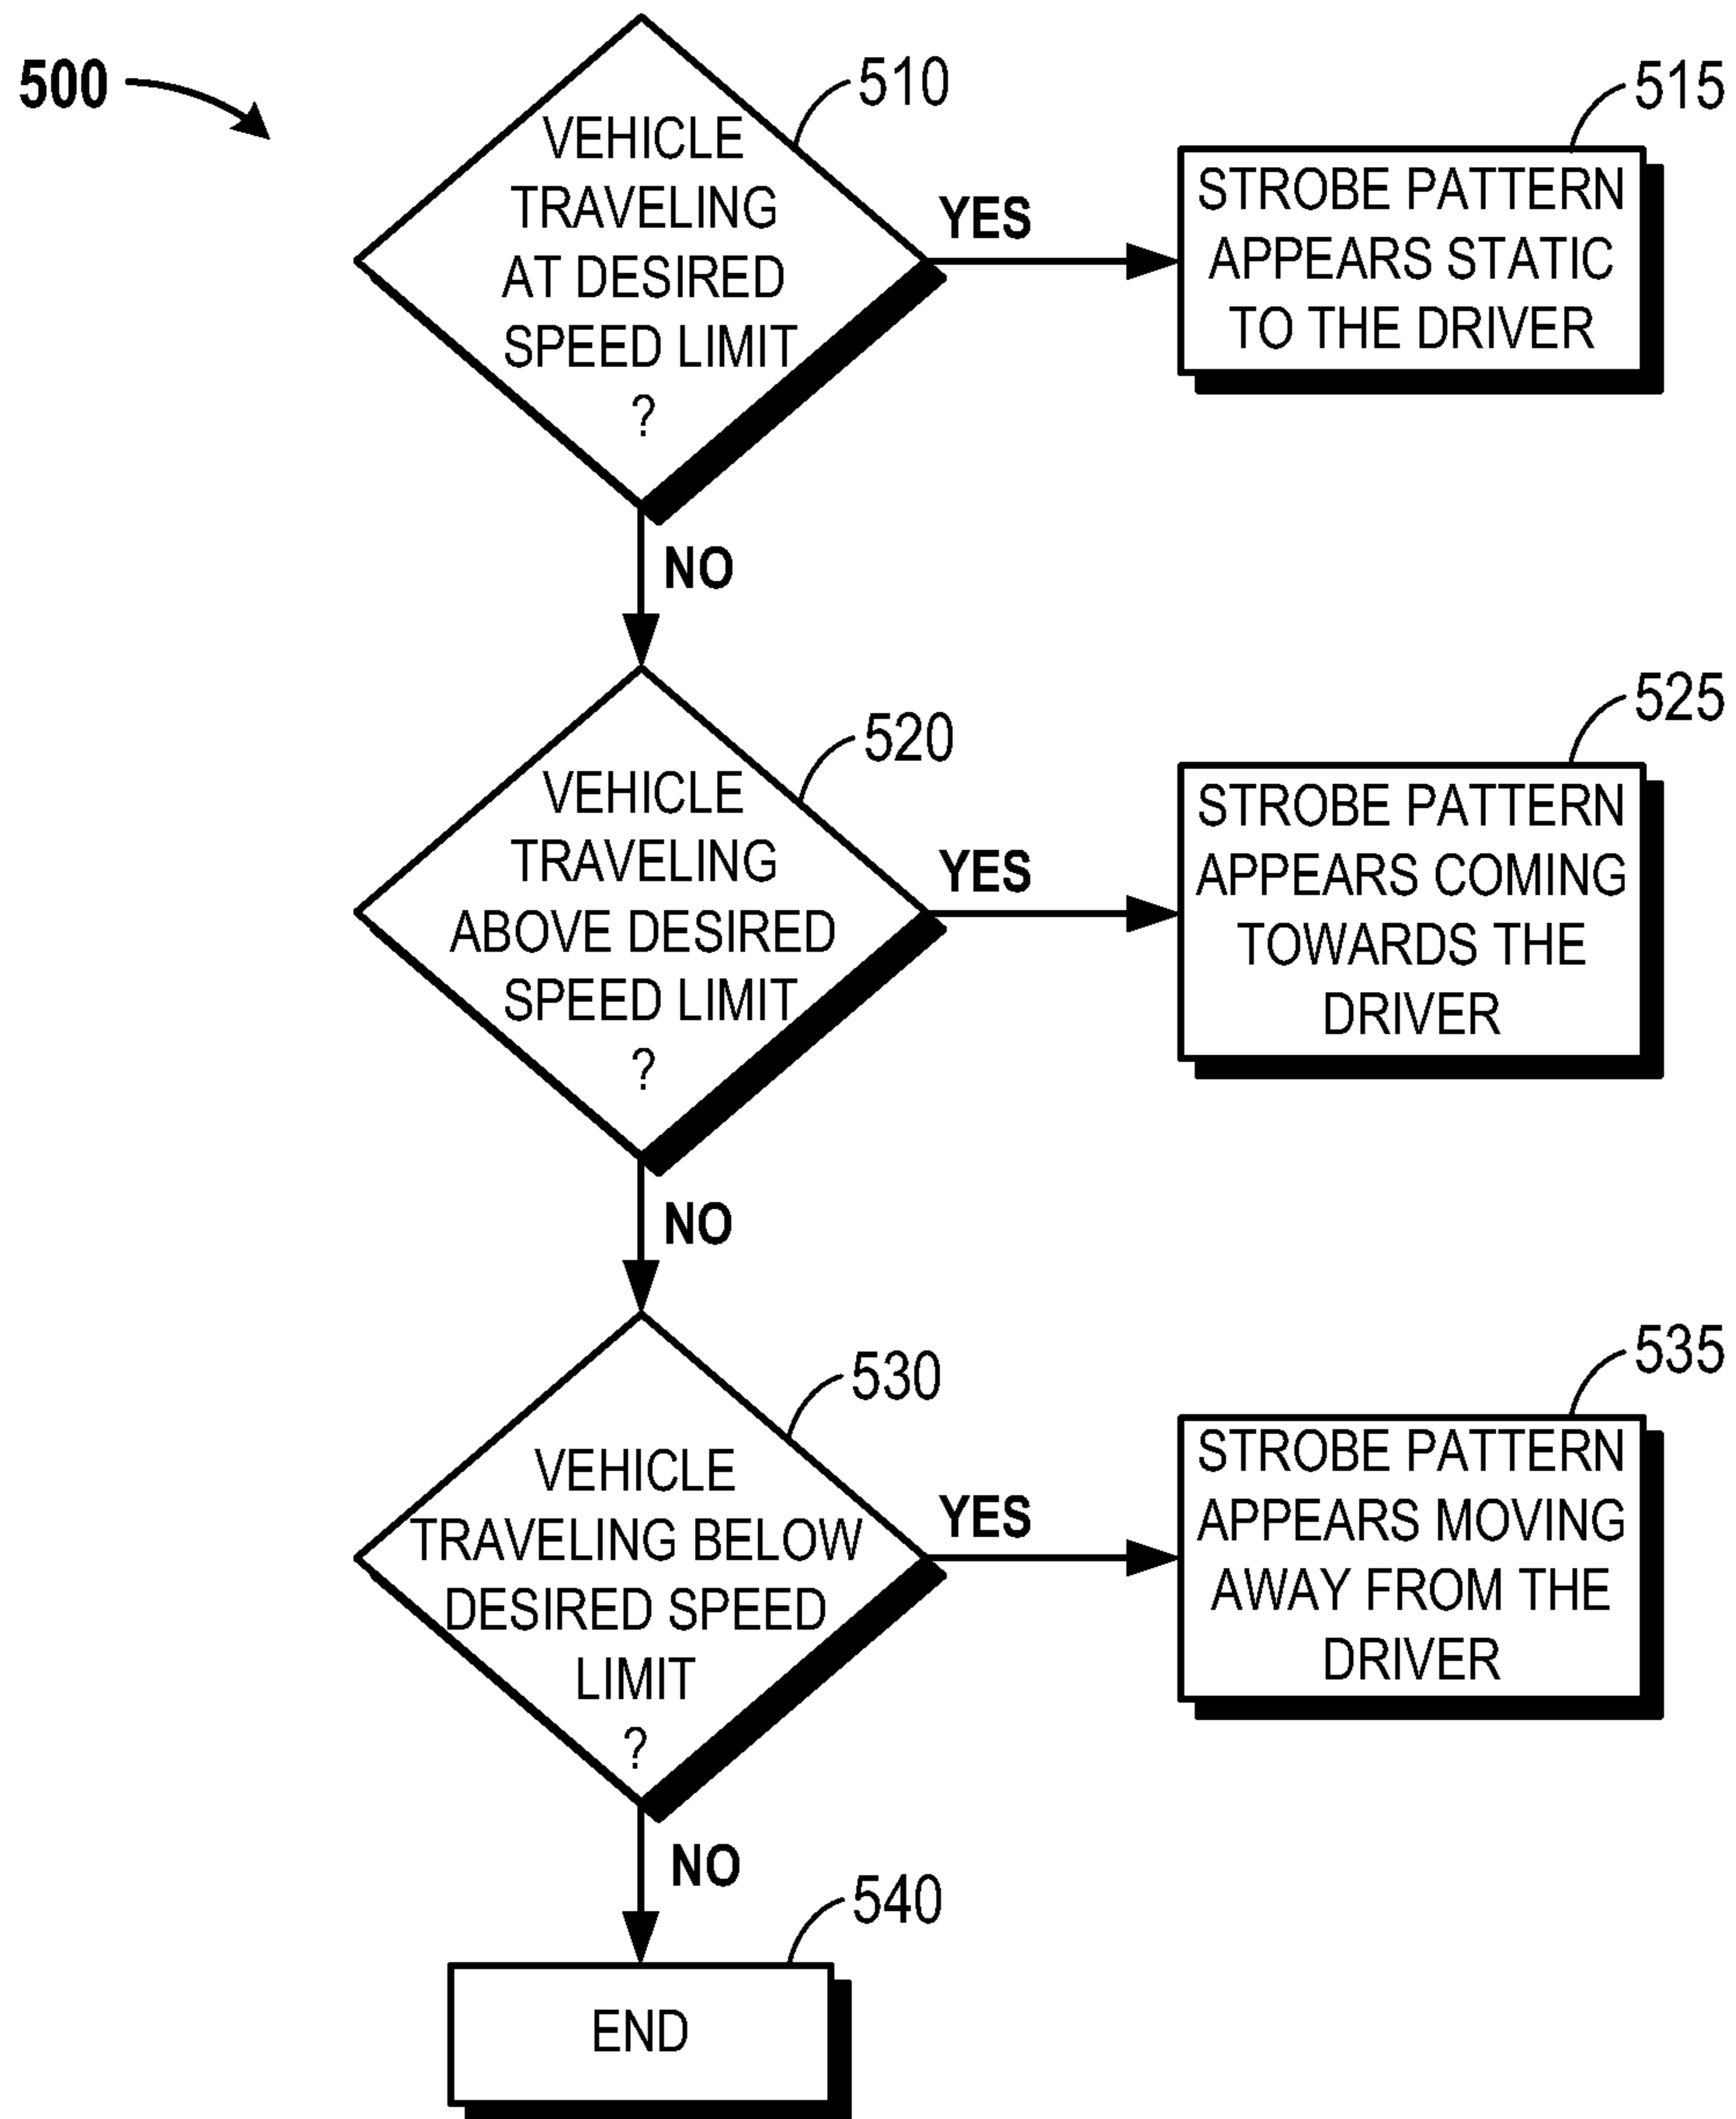 500
510
VEHICLE
TRAVELING
AT DESIRED
SPEED LIMIT
?
YES
515
STROBE PATTERN
APPEARS STATIC
TO THE DRIVER
NO
520
VEHICLE
TRAVELING
ABOVE DESIRED
SPEED LIMIT
?
YES
525
STROBE PATTERN
APPEARS COMING
TOWARDS THE
DRIVER
NO
530
VEHICLE
TRAVELING BELOW
DESIRED SPEED
LIMIT
?
YES
535
STROBE PATTERN
APPEARS MOVING
AWAY FROM THE
DRIVER
NO
540
END